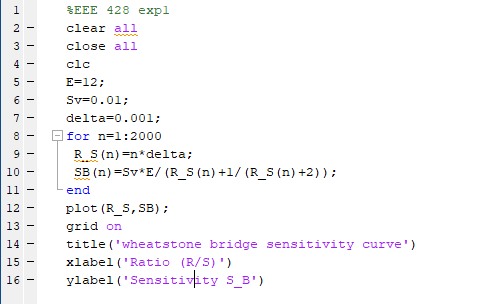 1 %EEE 428 exp1
2 - clear all
3 - close all
4 - clc
5 - E=12;
6 - Sv=0.01;
7 - delta=0.001;
8 - for n=1:2000
9 - R_S(n)=n*delta;
10 - SB(n)=Sv*E/(R_S(n)+1/(R_S(n)+2));
11 - end
12 - plot(R_S,SB);
13 - grid on
14 - title('wheatstone bridge sensitivity curve')
15 - xlabel('Ratio (R/S)')
16 - ylabel('Sensitivity S_B')